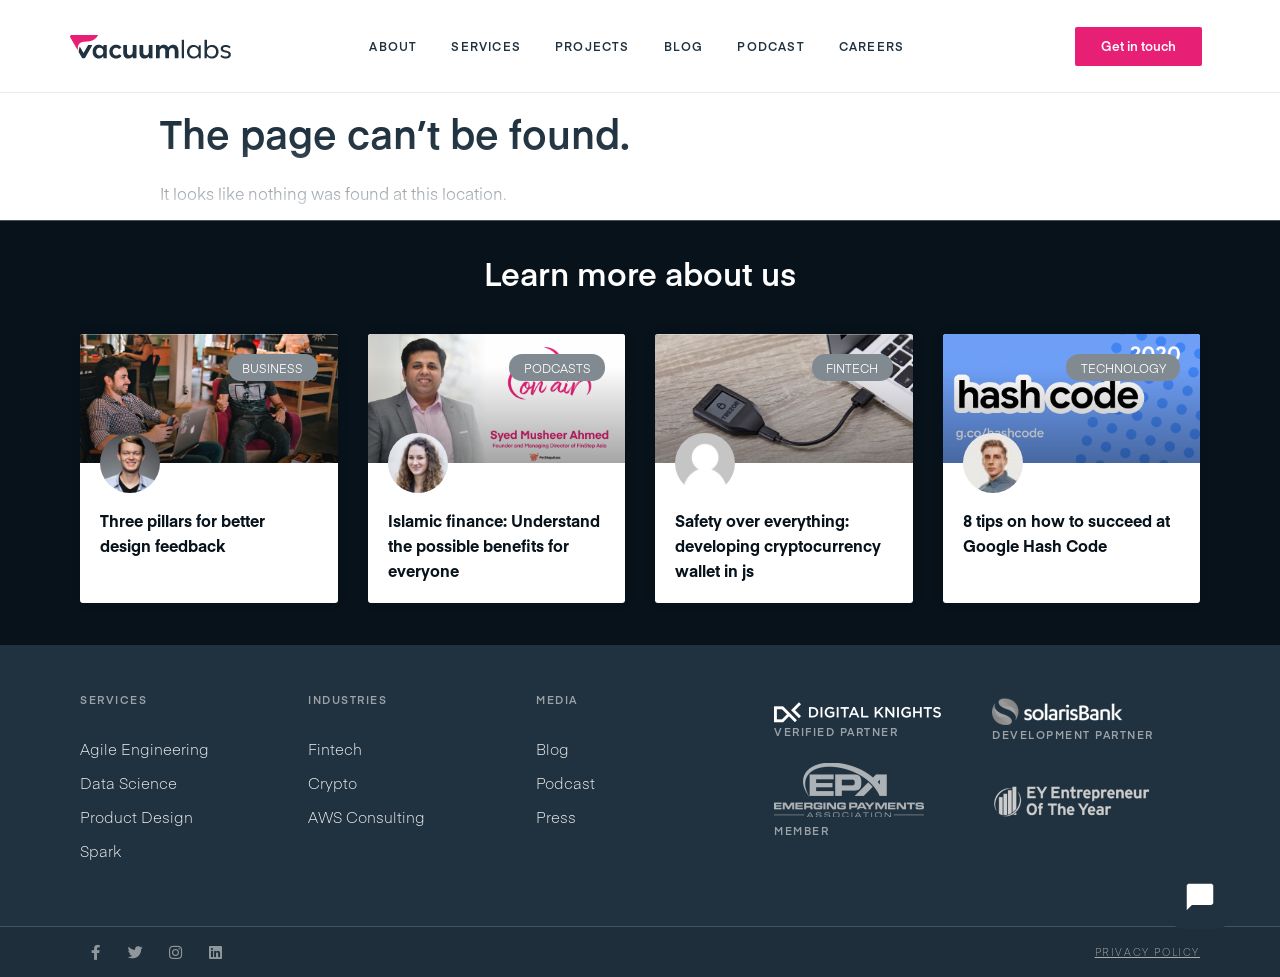 vacuumlabs
ABOUT SERVICES PROJECTS BLOG PODCAST CAREERS
Get in touch
The page can’t be found.
It looks like nothing was found at this location.
Learn more about us
BUSINESS
Three pillars for better
design feedback
PODCASTS
on air
Syed Musheer Ahmed
Founder and Managing Director of FinStep Asia
Islamic finance: Understand
the possible benefits for
everyone
FINTECH
TREZOR
Safety over everything:
developing cryptocurrency
wallet in js
2020
TECHNOLOGY
hash code
g.co/hashcode
8 tips on how to succeed at
Google Hash Code
SERVICES
Agile Engineering
Data Science
Product Design
Spark
INDUSTRIES
Fintech
Crypto
AWS Consulting
MEDIA
Blog
Podcast
Press
DIGITAL KNIGHTS
VERIFIED PARTNER
solarisBank
DEVELOPMENT PARTNER
EPA
EMERGING PAYMENTS
ASSOCIATION
MEMBER
EY Entrepreneur
Of The Year
PRIVACY POLICY